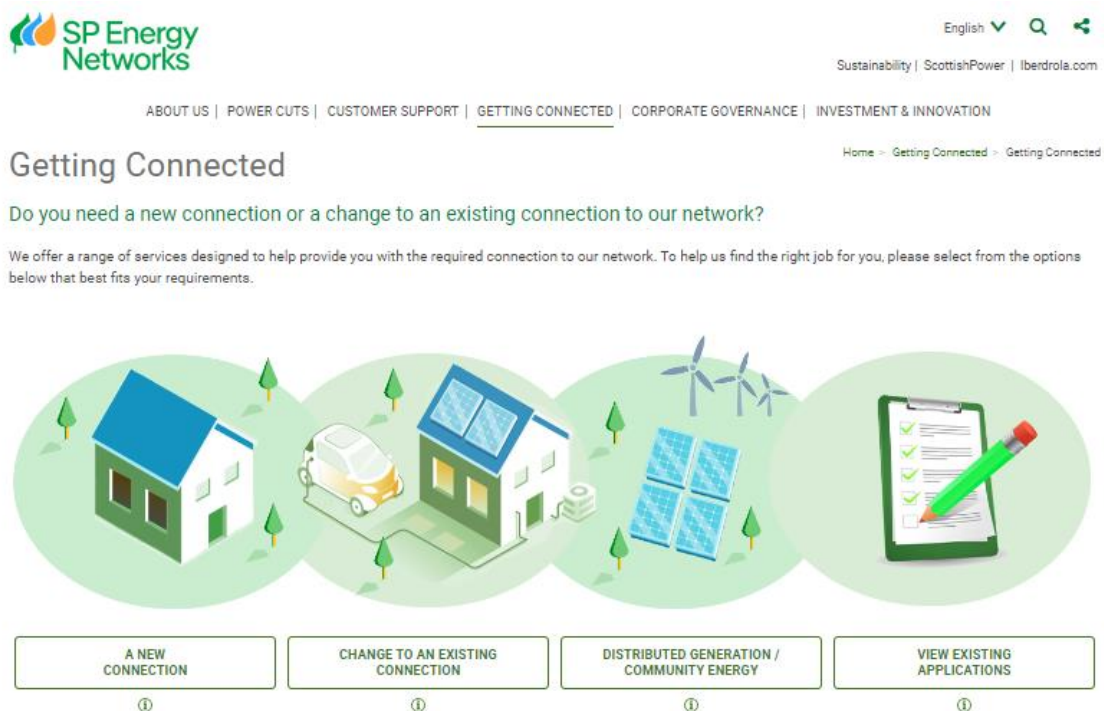 SP Energy
Networks
English
Sustainability | ScottishPower | Iberdrola.com
ABOUT US | POWER CUTS | CUSTOMER SUPPORT | GETTING CONNECTED | CORPORATE GOVERNANCE | INVESTMENT & INNOVATION
Getting Connected
Home > Getting Connected > Getting Connected
Do you need a new connection or a change to an existing connection to our network?
We offer a range of services designed to help provide you with the required connection to our network. To help us find the right job for you, please select from the options
below that best fits your requirements.
A NEW
CONNECTION
CHANGE TO AN EXISTING
CONNECTION
DISTRIBUTED GENERATION /
COMMUNITY ENERGY
VIEW EXISTING
APPLICATIONS